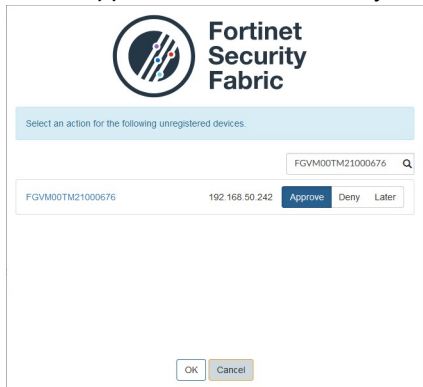 Fortinet
Security
Fabric
Select an action for the following unregistered devices.
FGVM00TM21000676
FGVM00TM21000676 192.168.50.242 Approve Deny Later
OK Cancel